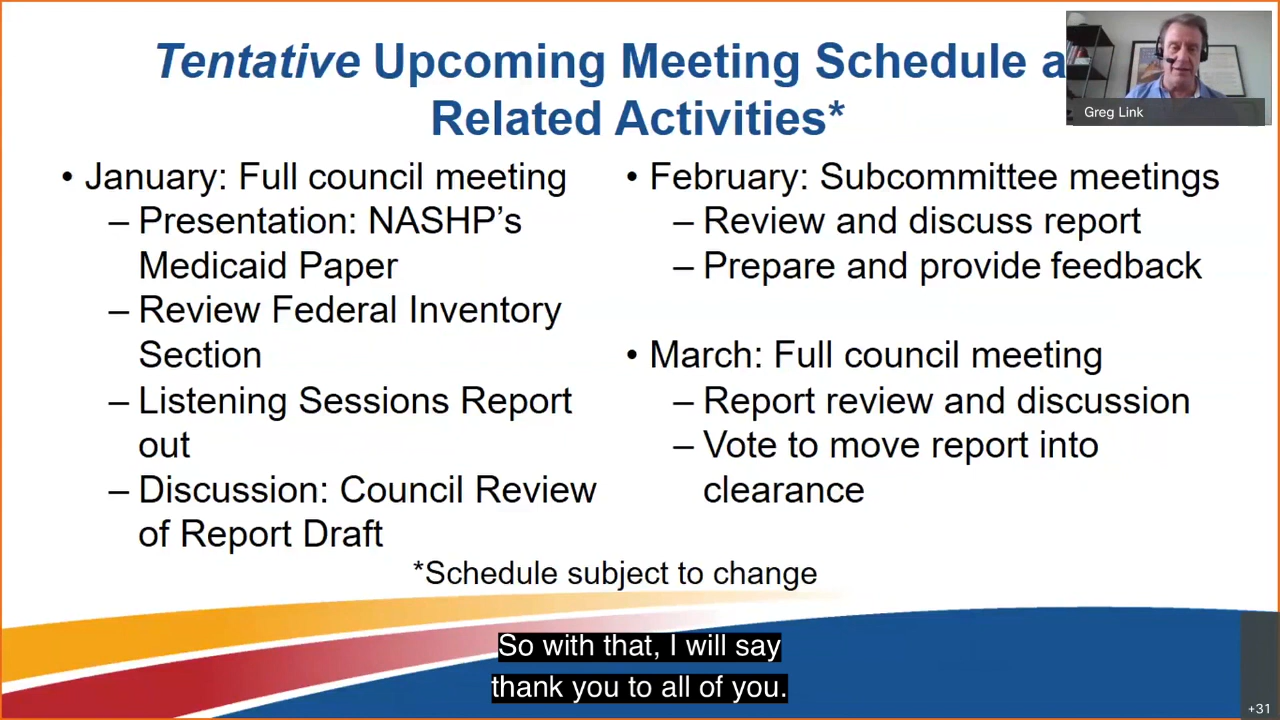 Tentative Upcoming Meeting Schedule a
Related Activities*
Greg Link
• January: Full council meeting
– Presentation: NASHP’s
Medicaid Paper
– Review Federal Inventory
Section
– Listening Sessions Report
out
– Discussion: Council Review
of Report Draft
• February: Subcommittee meetings
– Review and discuss report
– Prepare and provide feedback
• March: Full council meeting
– Report review and discussion
– Vote to move report into
clearance
*Schedule subject to change
So with that, I will say
thank you to all of you.
+31